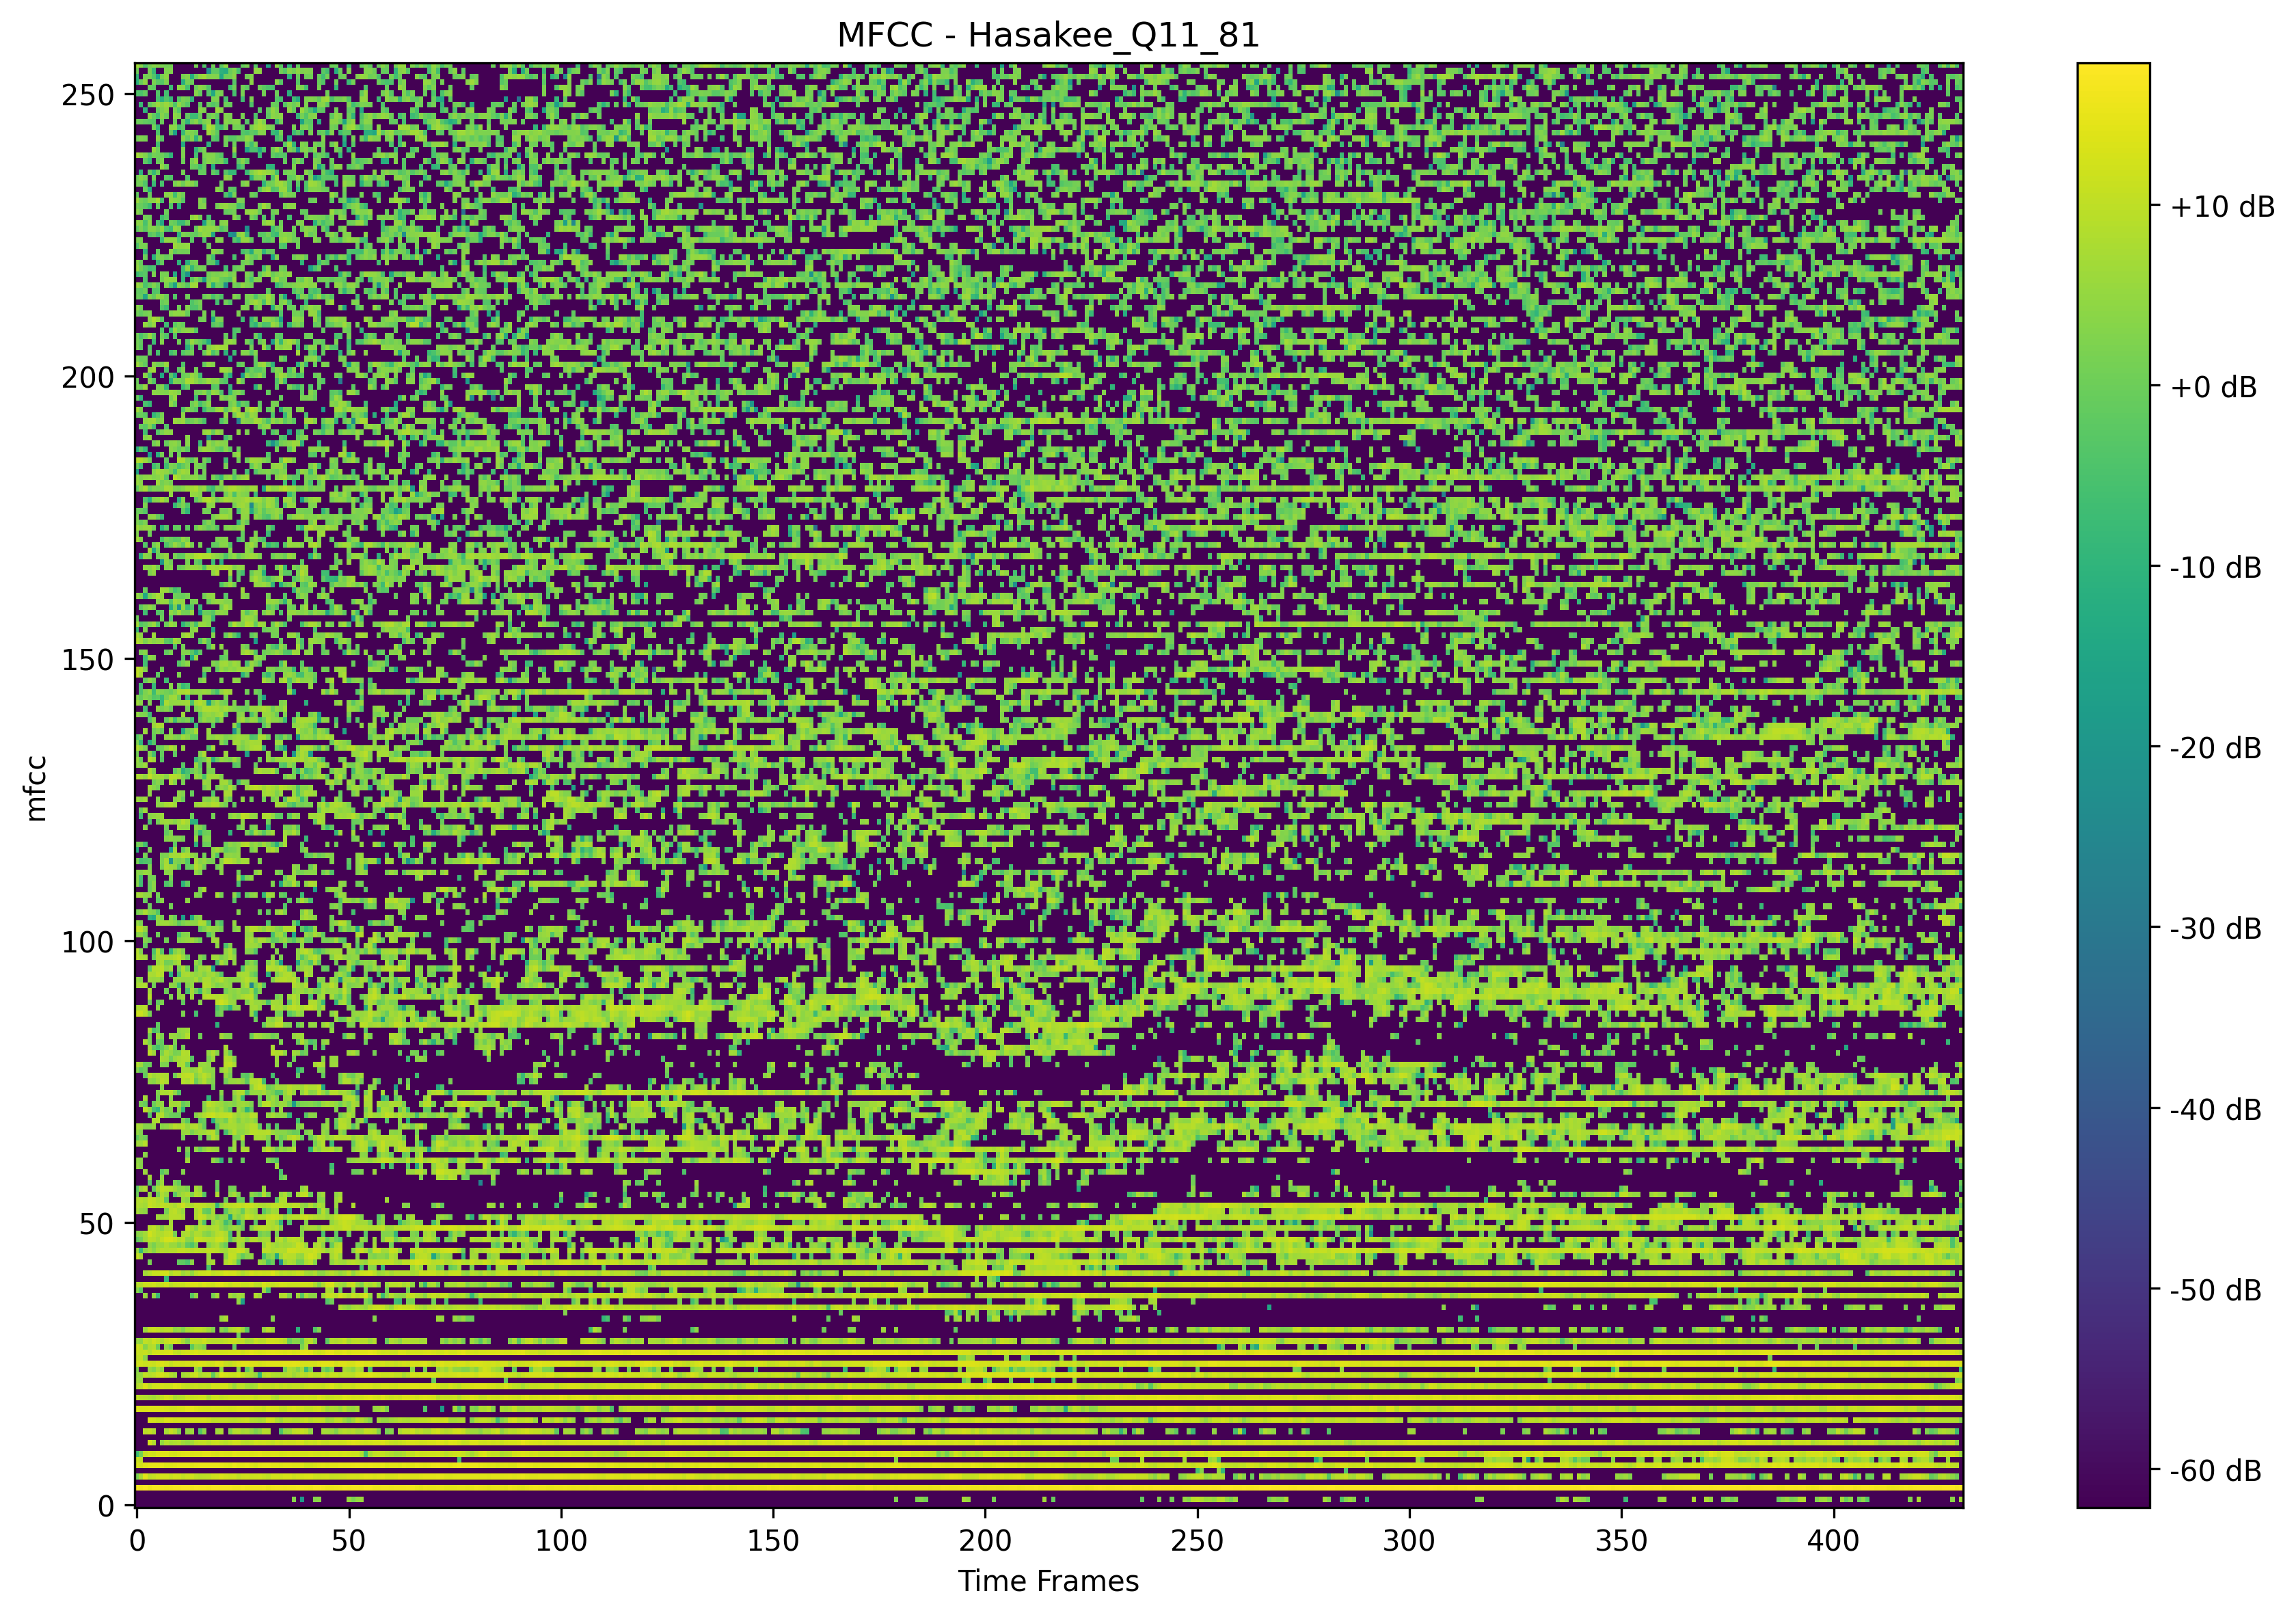 MFCC - Hasakee_Q11_81
mfcc
250
200
150
100
50
0
0 50 100 150 200 250 300 350 400
Time Frames
+10 dB
+0 dB
-10 dB
-20 dB
-30 dB
-40 dB
-50 dB
-60 dB